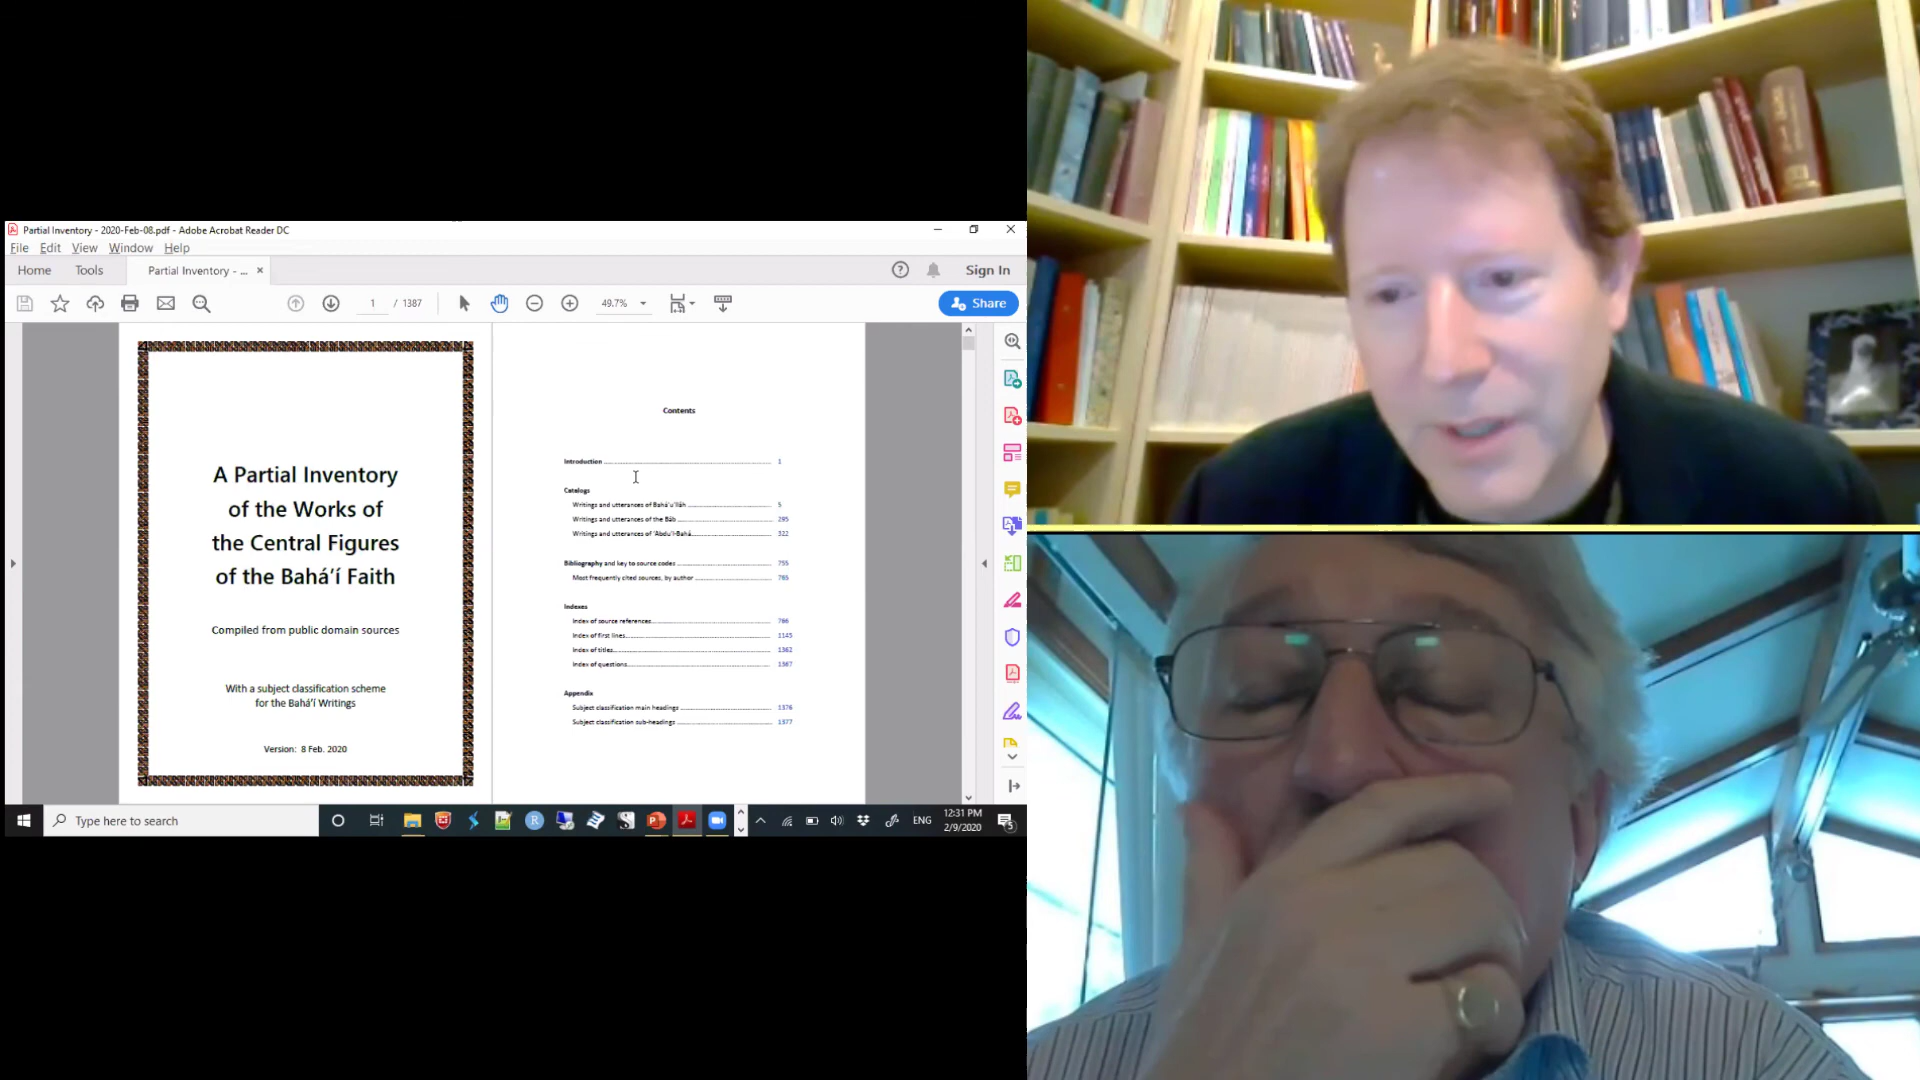 Partial Inventory - 2020-Feb-08.pdf - Adobe Acrobat Reader DC
File Edit View Window Help
Home Tools Partial Inventory - ... × Sign In
1 / 1387 49.7% Share
A Partial Inventory
of the Works of
the Central Figures
of the Bahá’í Faith
Compiled from public domain sources
With a subject classification scheme
for the Bahá’í Writings
Version: 8 Feb. 2020
Contents
Introduction 1
Catalogs
Writings and utterances of Bahá’u’lláh 5
Writings and utterances of the Báb 295
Writings and utterances of ‘Abdu’l-Bahá 322
Bibliography and key to source codes 755
Most frequently cited sources, by author 765
Indexes
Index of source references 766
Index of first lines 1145
Index of titles 1362
Index of questions 1367
Appendix
Subject classification main headings 1376
Subject classification sub-headings 1377
Type here to search
ENG
12:31 PM
2/9/2020
5